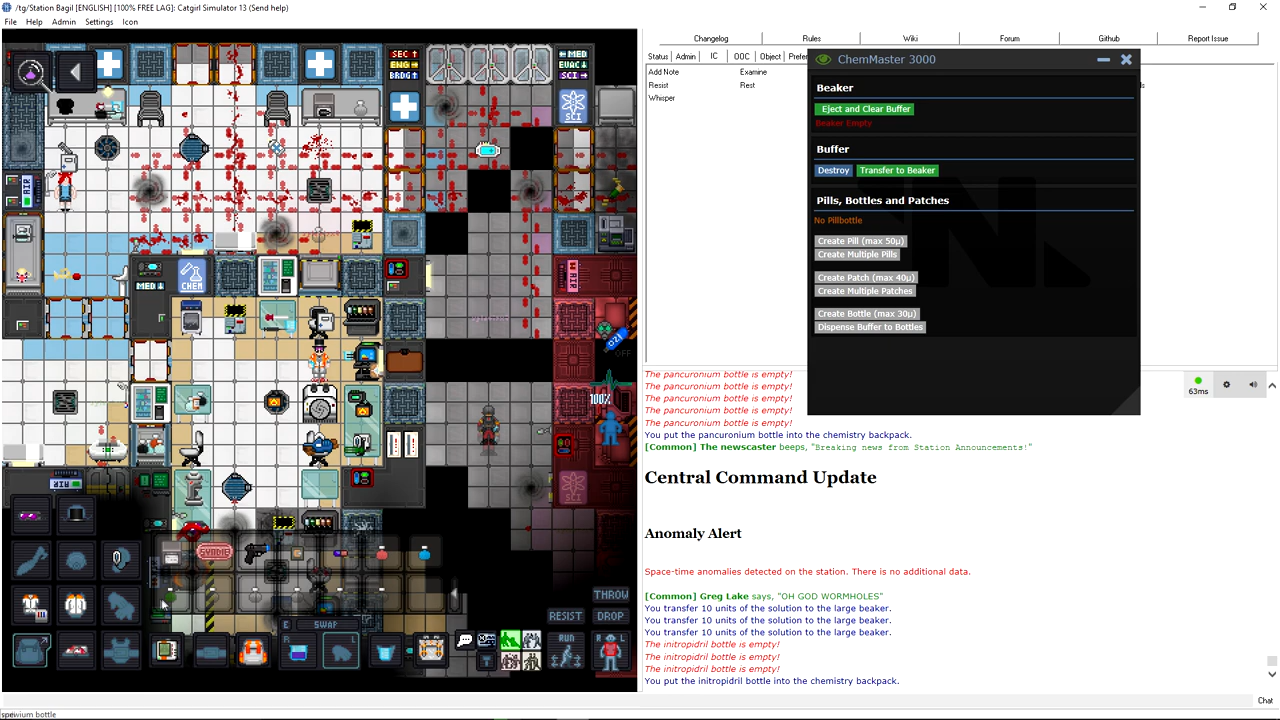 /tg/Station Bagil [ENGLISH] [100% FREE LAG]: Catgirl Simulator 13 (Send help)
File Help Admin Settings Icon
Changelog Rules Wiki Forum Github Report Issue
Status Admin IC OOC Object Prefer
Add Note Examine
Resist Rest
Whisper
ChemMaster 3000
Beaker
Eject and Clear Buffer
Beaker Empty
Buffer
Destroy Transfer to Beaker
Pills, Bottles and Patches
No Pillbottle
Create Pill (max 50µ)
Create Multiple Pills
Create Patch (max 40µ)
Create Multiple Patches
Create Bottle (max 30µ)
Dispense Buffer to Bottles
63ms
SEC
ENG
BRDG
MED
EVAC
SCI
SCI
AIR
MED
CHEM
AIR
OFF
100%
SCI
AIR
SYNDIE
THROW
RESIST DROP
E SWAP
R L
RUN
R L
The pancuronium bottle is empty!
The pancuronium bottle is empty!
The pancuronium bottle is empty!
The pancuronium bottle is empty!
The pancuronium bottle is empty!
You put the pancuronium bottle into the chemistry backpack.
[Common] The newscaster beeps, "Breaking news from Station Announcements!"
Central Command Update
Anomaly Alert
Space-time anomalies detected on the station. There is no additional data.
[Common] Greg Lake says, "OH GOD WORMHOLES"
You transfer 10 units of the solution to the large beaker.
You transfer 10 units of the solution to the large beaker.
You transfer 10 units of the solution to the large beaker.
The initropidril bottle is empty!
The initropidril bottle is empty!
The initropidril bottle is empty!
You put the initropidril bottle into the chemistry backpack.
Chat
spewium bottle